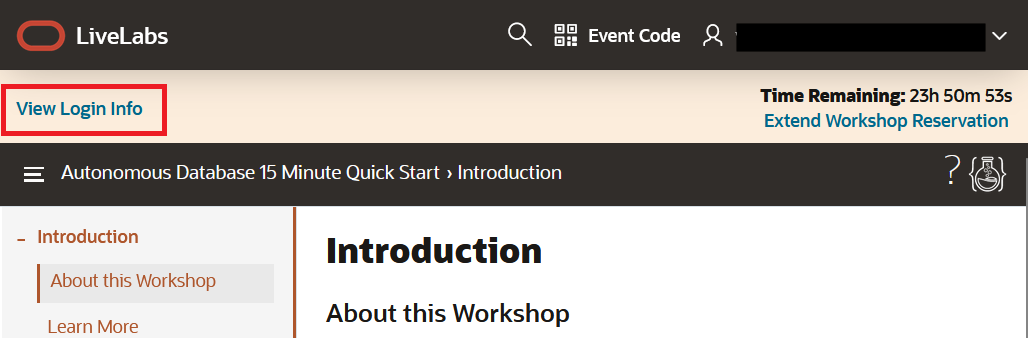 LiveLabs
Event Code
View Login Info
Time Remaining: 23h 50m 53s
Extend Workshop Reservation
Autonomous Database 15 Minute Quick Start › Introduction
?
– Introduction
About this Workshop
Learn More
Introduction
About this Workshop